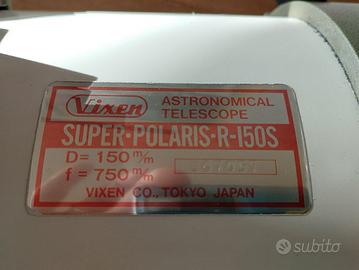 Vixen
ASTRONOMICAL
TELESCOPE
SUPER·POLARIS·R-150S
D= 150 m/m
f = 750 m/m
VIXEN CO., TOKYO JAPAN
subito